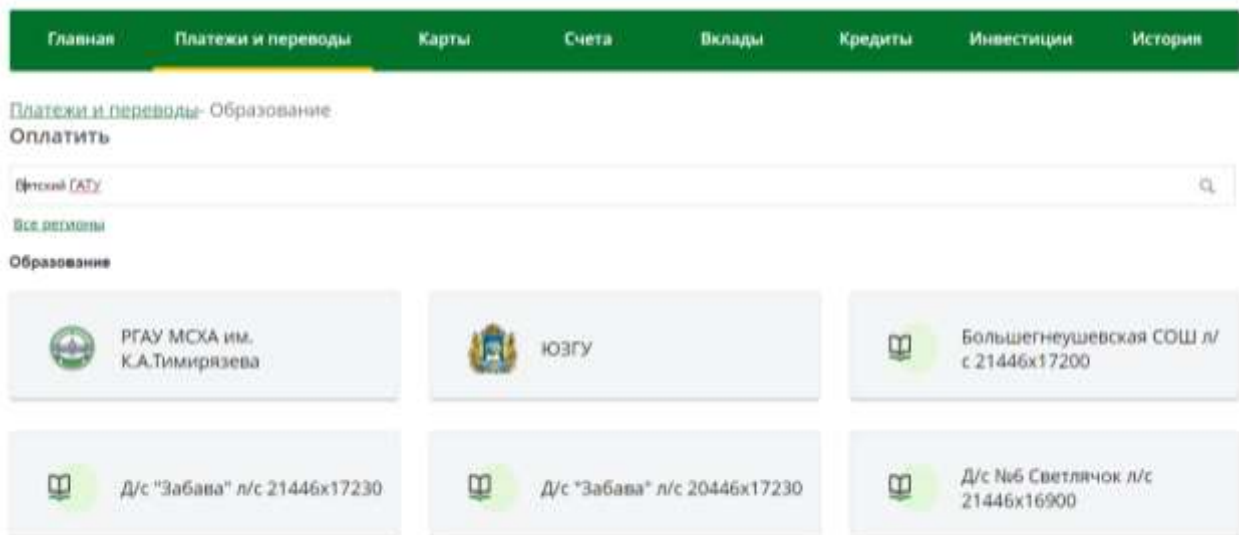 Главная Платежи и переводы Карты Счета Вклады Кредиты Инвестиции История
Платежи и переводы- Образование
Оплатить
Вятский ГАТУ
Все регионы
Образование
РГАУ МСХА им.
К.А.Тимирязева
ЮЗГУ
Большегнеушевская СОШ л/
с 21446х17200
Д/с "Забава" л/с 21446х17230
Д/с "Забава" л/с 20446х17230
Д/с №6 Светлячок л/с
21446х16900